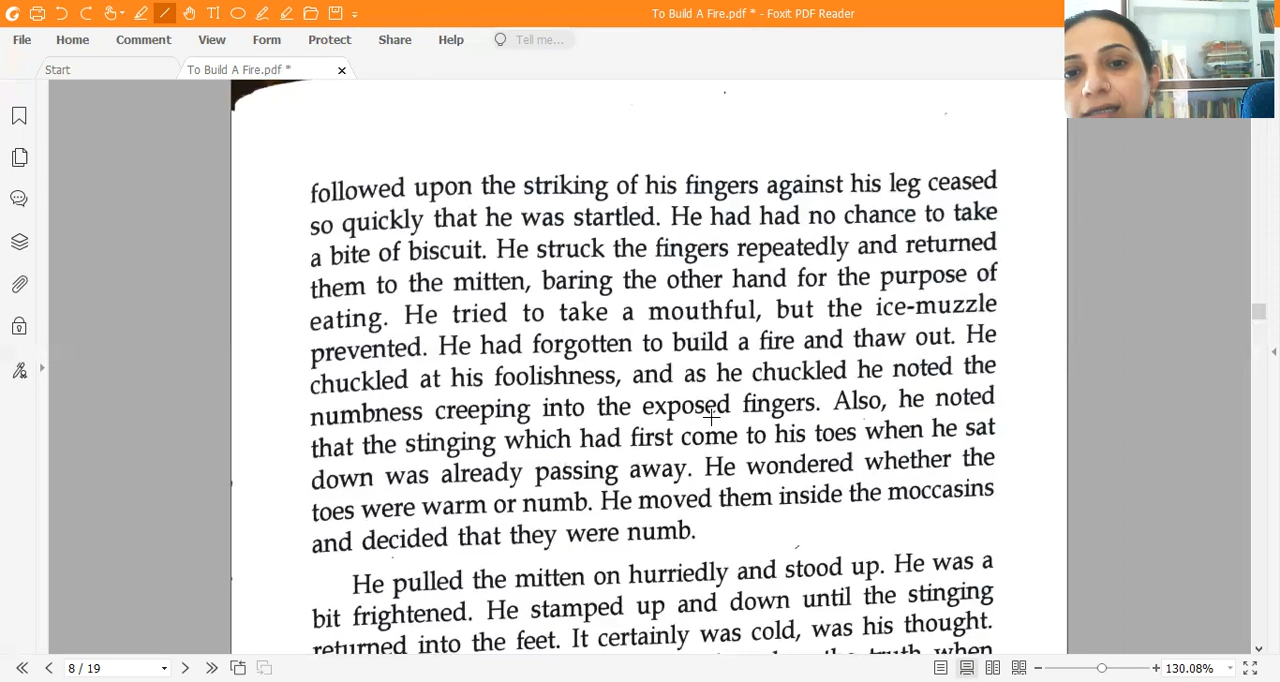 To Build A Fire.pdf * - Foxit PDF Reader
File Home Comment View Form Protect Share Help Tell me...
Start To Build A Fire.pdf *
followed upon the striking of his fingers against his leg ceased
so quickly that he was startled. He had had no chance to take
a bite of biscuit. He struck the fingers repeatedly and returned
them to the mitten, baring the other hand for the purpose of
eating. He tried to take a mouthful, but the ice-muzzle
prevented. He had forgotten to build a fire and thaw out. He
chuckled at his foolishness, and as he chuckled he noted the
numbness creeping into the exposed fingers. Also, he noted
that the stinging which had first come to his toes when he sat
down was already passing away. He wondered whether the
toes were warm or numb. He moved them inside the moccasins
and decided that they were numb.
He pulled the mitten on hurriedly and stood up. He was a
bit frightened. He stamped up and down until the stinging
returned into the feet. It certainly was cold, was his thought.
the truth when
8 / 19 130.08%